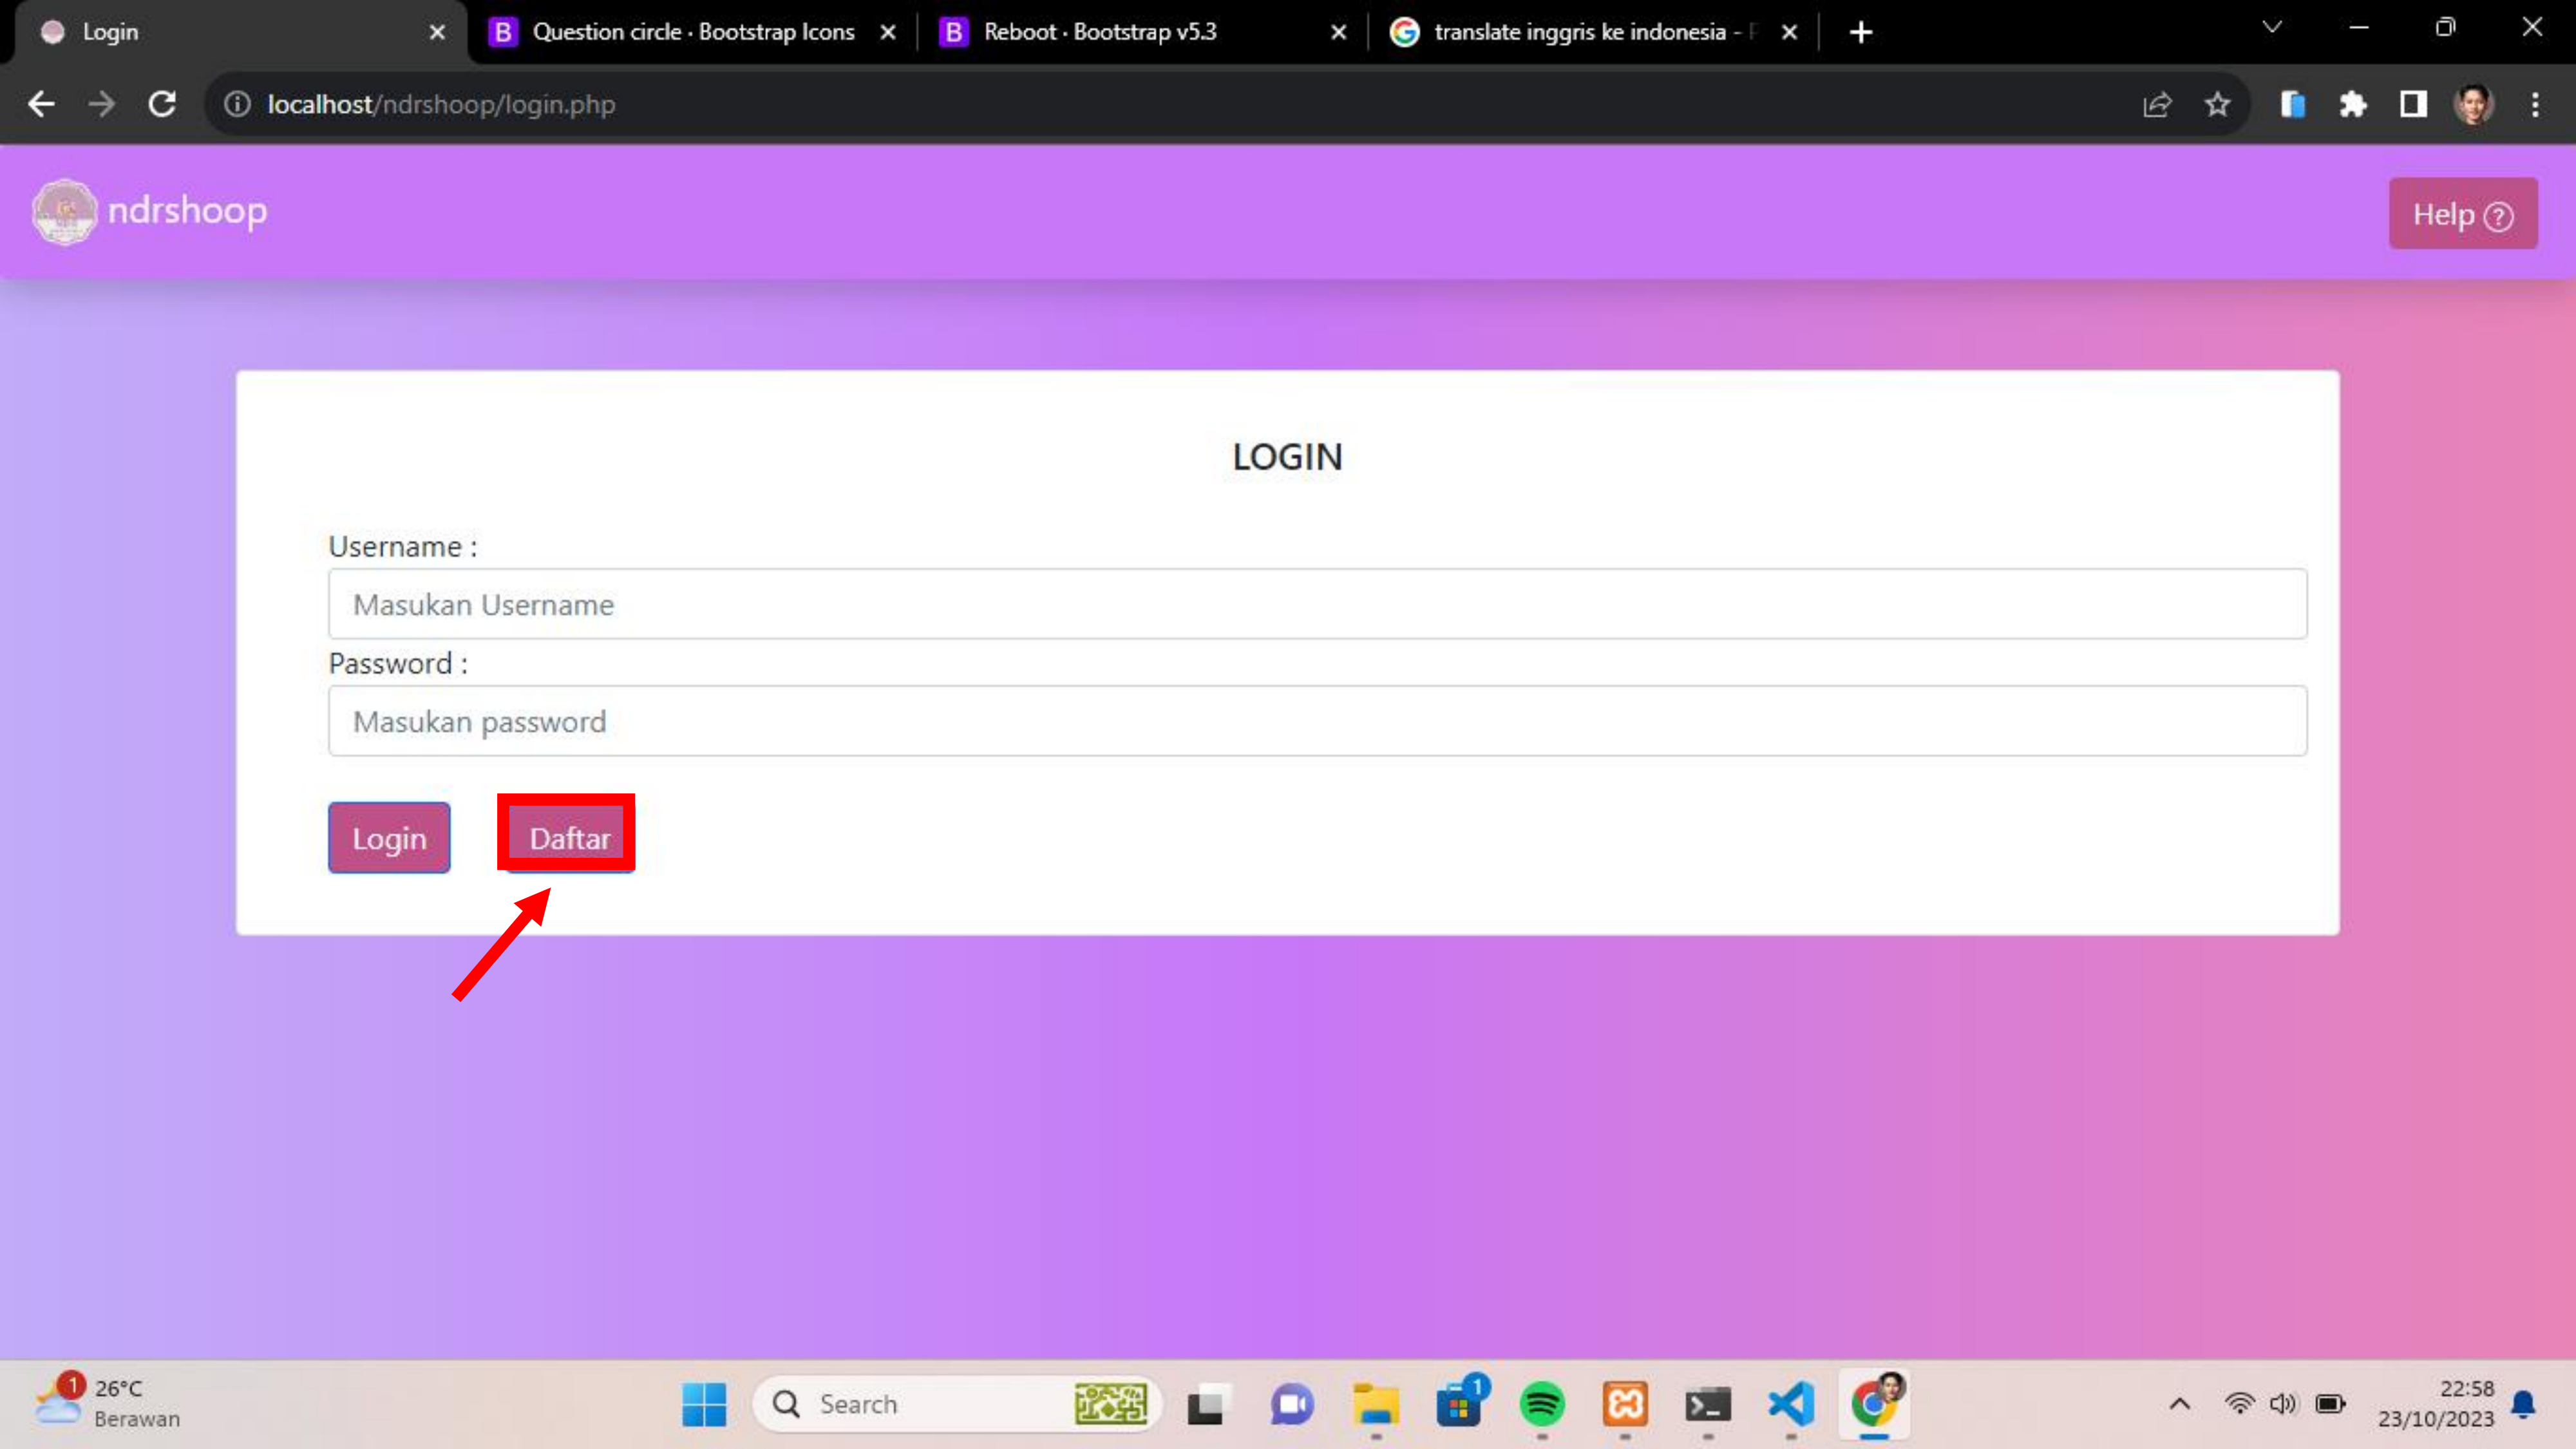 Login
Question circle · Bootstrap Icons
Reboot · Bootstrap v5.3
translate inggris ke indonesia -
localhost/ndrshoop/login.php
ndrshoop
Help
LOGIN
Username :
Masukan Username
Password :
Masukan password
Login
Daftar
1
26°C
Berawan
Search
1
22:58
23/10/2023